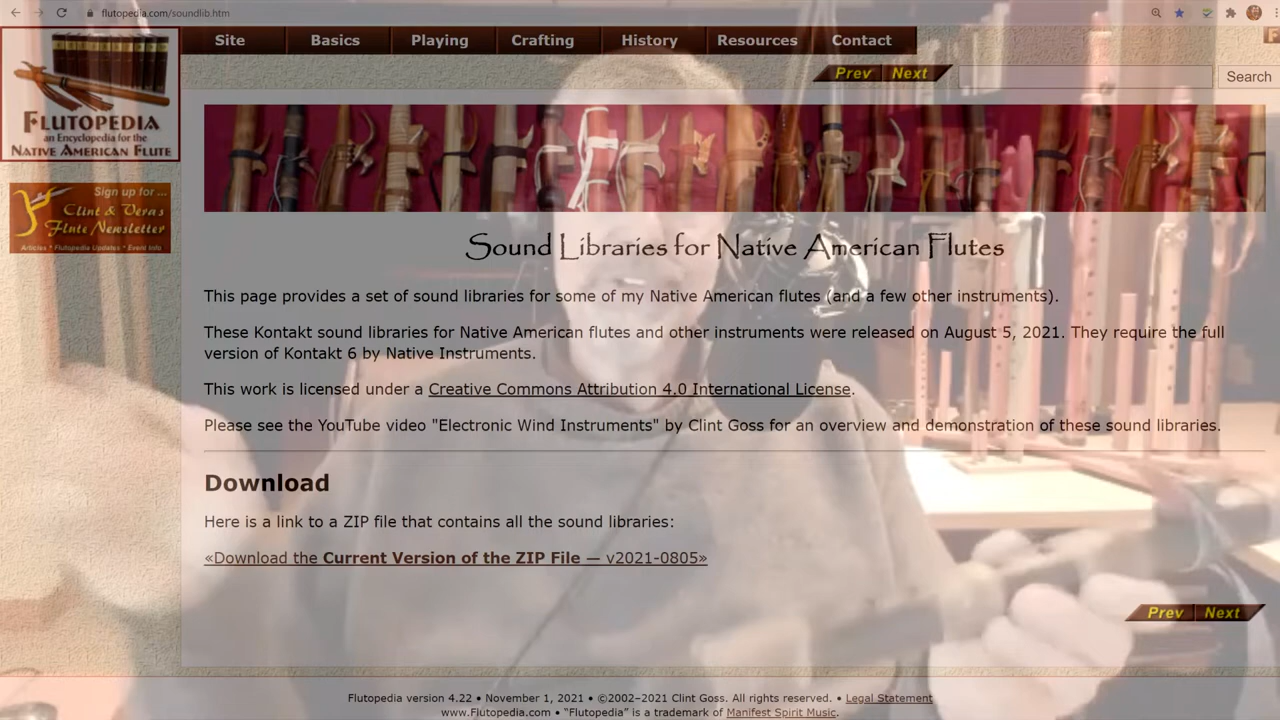 flutopedia.com/soundlib.htm
Site Basics Playing Crafting History Resources Contact
Prev Next
Search
FLUTOPEDIA
an Encyclopedia for the
NATIVE AMERICAN FLUTE
Sign up for ...
Clint & Vera's
Flute Newsletter
Articles • Flutopedia Updates • Event Info
Sound Libraries for Native American Flutes
This page provides a set of sound libraries for some of my Native American flutes (and a few other instruments).
These Kontakt sound libraries for Native American flutes and other instruments were released on August 5, 2021. They require the full
version of Kontakt 6 by Native Instruments.
This work is licensed under a Creative Commons Attribution 4.0 International License.
Please see the YouTube video "Electronic Wind Instruments" by Clint Goss for an overview and demonstration of these sound libraries.
Download
Here is a link to a ZIP file that contains all the sound libraries:
«Download the Current Version of the ZIP File — v2021-0805»
Prev Next
Flutopedia version 4.22 • November 1, 2021 • ©2002–2021 Clint Goss. All rights reserved. • Legal Statement
www.Flutopedia.com • “Flutopedia” is a trademark of Manifest Spirit Music.